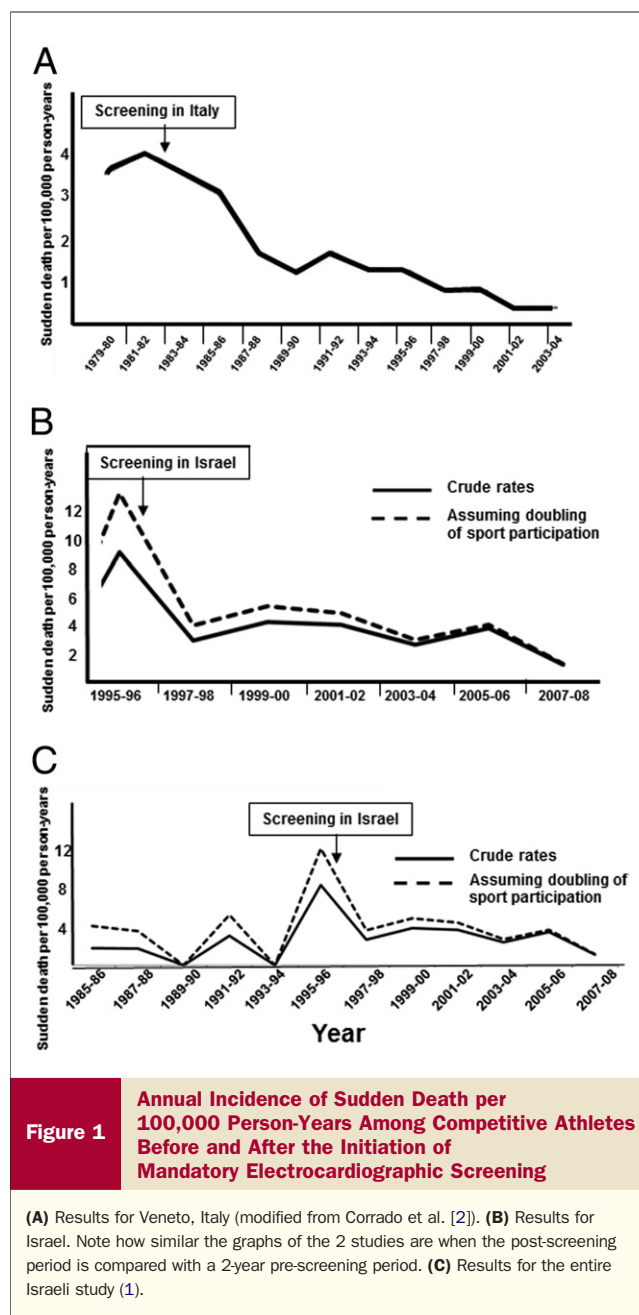 A
Screening in Italy
Sudden death per 100,000 person-years
4
3
2
1
1979-80
1981-82
1983-84
1985-86
1987-88
1989-90
1991-92
1993-94
1995-96
1997-98
1999-00
2001-02
2003-04
B
Screening in Israel
Crude rates
Assuming doubling
of sport participation
Sudden death per 100,000 person-years
12
10
8
6
4
2
1995-96
1997-98
1999-00
2001-02
2003-04
2005-06
2007-08
C
Screening in Israel
Crude rates
Assuming doubling of
sport participation
Sudden death per 100,000 person-years
12
8
4
1985-86
1987-88
1989-90
1991-92
1993-94
1995-96
1997-98
1999-00
2001-02
2003-04
2005-06
2007-08
Year
Figure 1
Annual Incidence of Sudden Death per
100,000 Person-Years Among Competitive Athletes
Before and After the Initiation of
Mandatory Electrocardiographic Screening
(A) Results for Veneto, Italy (modified from Corrado et al. [2]). (B) Results for
Israel. Note how similar the graphs of the 2 studies are when the post-screening
period is compared with a 2-year pre-screening period. (C) Results for the entire
Israeli study (1).